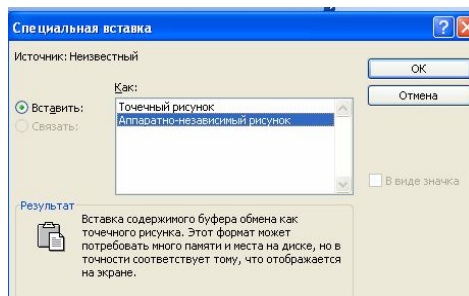 Специальная вставка
Источник: Неизвестный
Как:
Вставить:
Связать:
Точечный рисунок
Аппаратно-независимый рисунок
ОК
Отмена
В виде значка
Результат
Вставка содержимого буфера обмена как
точечного рисунка. Этот формат может
потребовать много памяти и места на диске, но в
точности соответствует тому, что отображается
на экране.